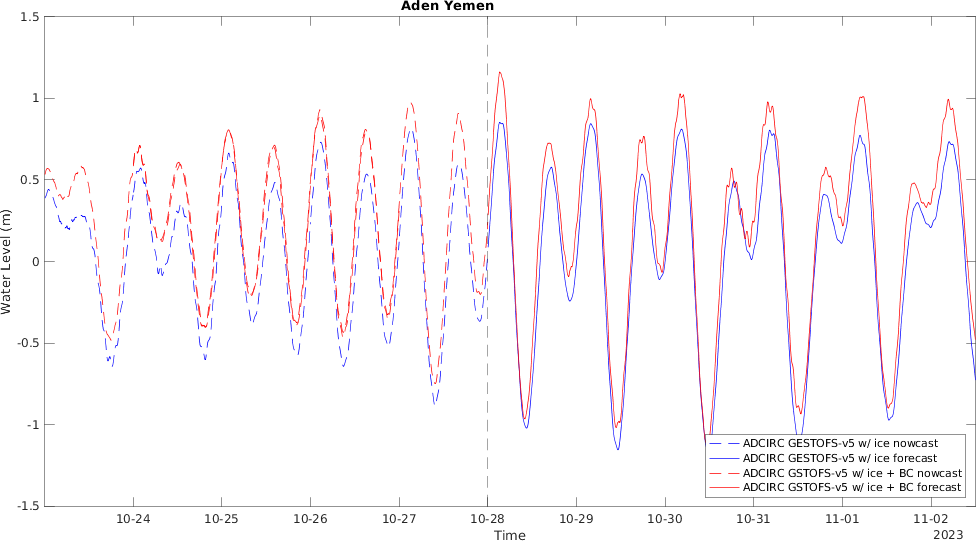 Aden Yemen
1.5
1
0.5
0
-0.5
-1
-1.5
Water Level (m)
10-24 10-25 10-26 10-27 10-28 10-29 10-30 10-31 11-01 11-02
Time
2023
ADCIRC GESTOFS-v5 w/ ice nowcast
ADCIRC GESTOFS-v5 w/ ice forecast
ADCIRC GSTOFS-v5 w/ ice + BC nowcast
ADCIRC GSTOFS-v5 w/ ice + BC forecast